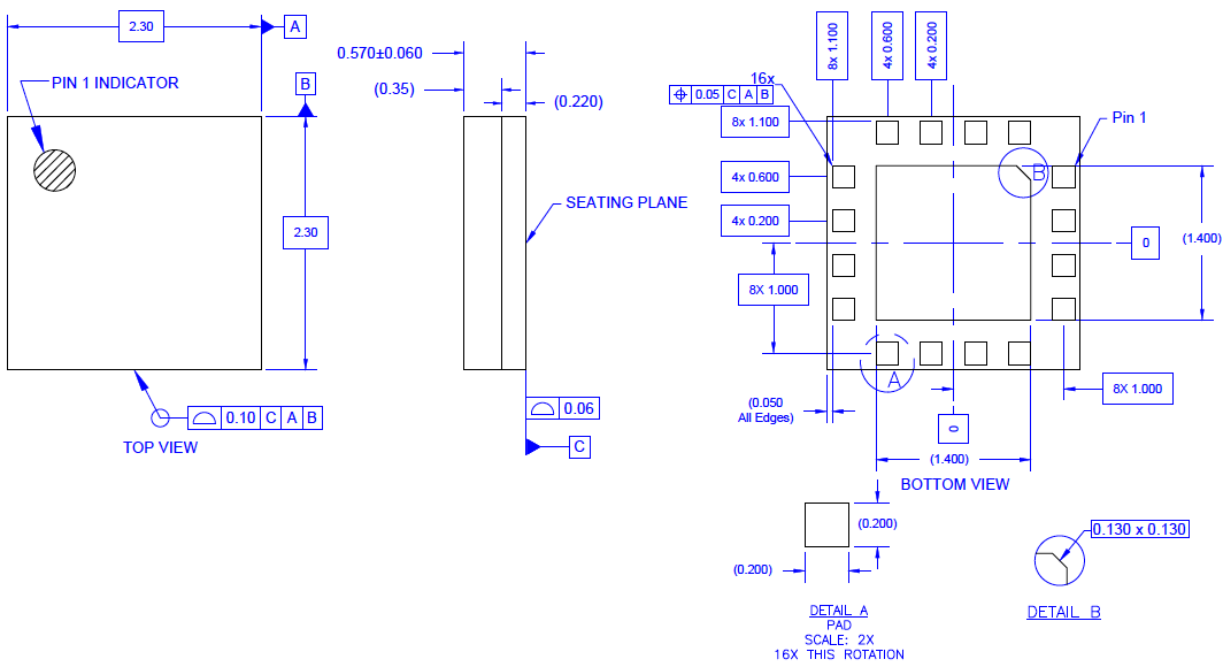 2.30
A
B
PIN 1 INDICATOR
2.30
0.10 C A B
TOP VIEW
0.570±0.060
(0.35)
(0.220)
SEATING PLANE
0.06
C
8x 1.100
4x 0.600
4x 0.200
16x
0.05 C A B
8x 1.100
4x 0.600
4x 0.200
8X 1.000
Pin 1
B
0
(1.400)
A
8X 1.000
(0.050
All Edges)
0
(1.400)
BOTTOM VIEW
(0.200)
(0.200)
DETAIL A
PAD
SCALE: 2X
16X THIS ROTATION
0.130 x 0.130
DETAIL B